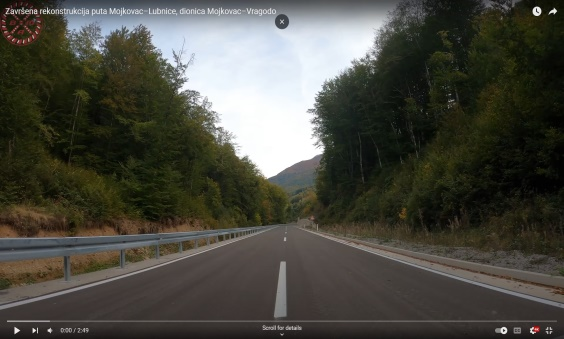 Završena rekonstrukcija puta Mojkovac–Lubnice, dionica Mojkovac–Vragodo
0:00 / 2:49
Scroll for details